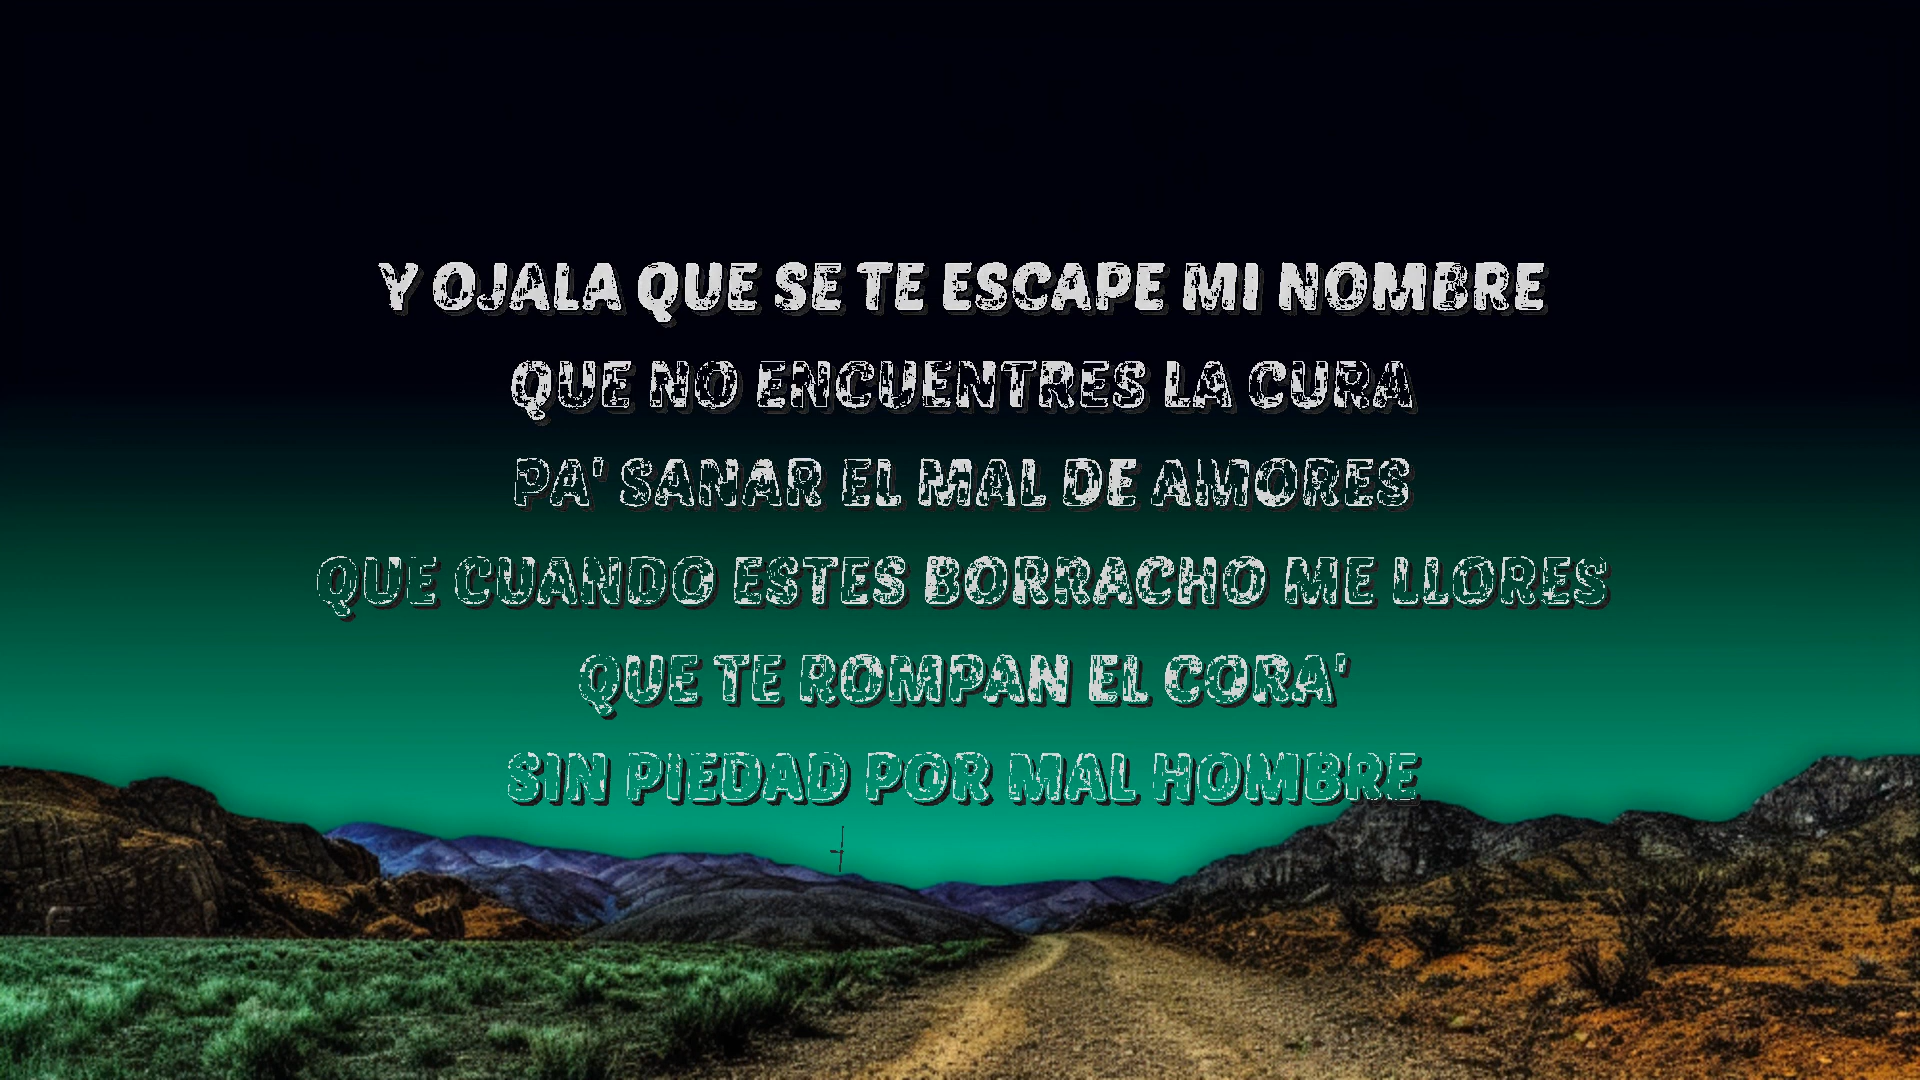 Y OJALA QUE SE TE ESCAPE MI NOMBRE
QUE NO ENCUENTRES LA CURA
PA' SANAR EL MAL DE AMORES
QUE CUANDO ESTES BORRACHO ME LLORES
QUE TE ROMPAN EL CORA'
SIN PIEDAD POR MAL HOMBRE